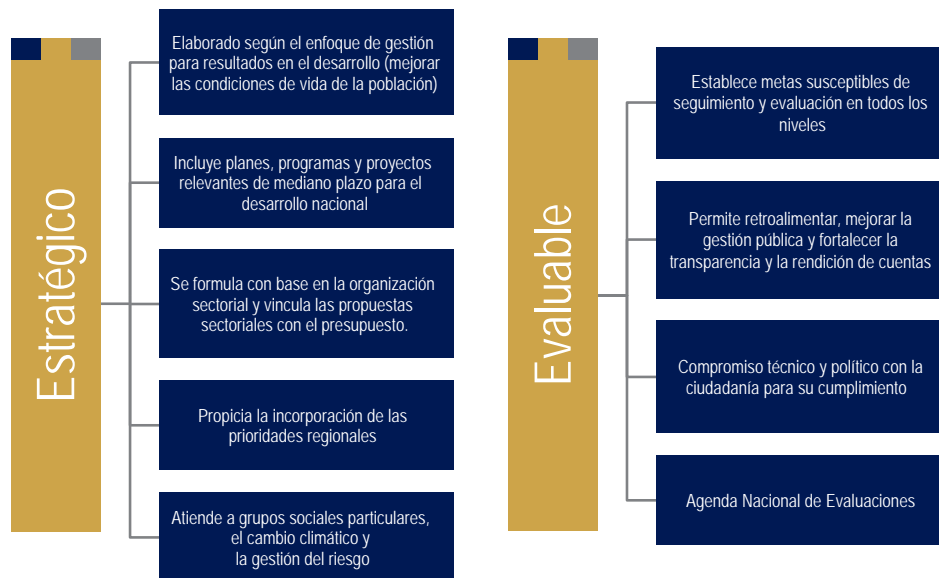 Estratégico
Elaborado según el enfoque de gestión
para resultados en el desarrollo (mejorar
las condiciones de vida de la población)
Incluye planes, programas y proyectos
relevantes de mediano plazo para el
desarrollo nacional
Se formula con base en la organización
sectorial y vincula las propuestas
sectoriales con el presupuesto.
Propicia la incorporación de las
prioridades regionales
Atiende a grupos sociales particulares,
el cambio climático y
la gestión del riesgo
Evaluable
Establece metas susceptibles de
seguimiento y evaluación en todos los
niveles
Permite retroalimentar, mejorar la
gestión pública y fortalecer la
transparencia y la rendición de cuentas
Compromiso técnico y político con la
ciudadanía para su cumplimiento
Agenda Nacional de Evaluaciones